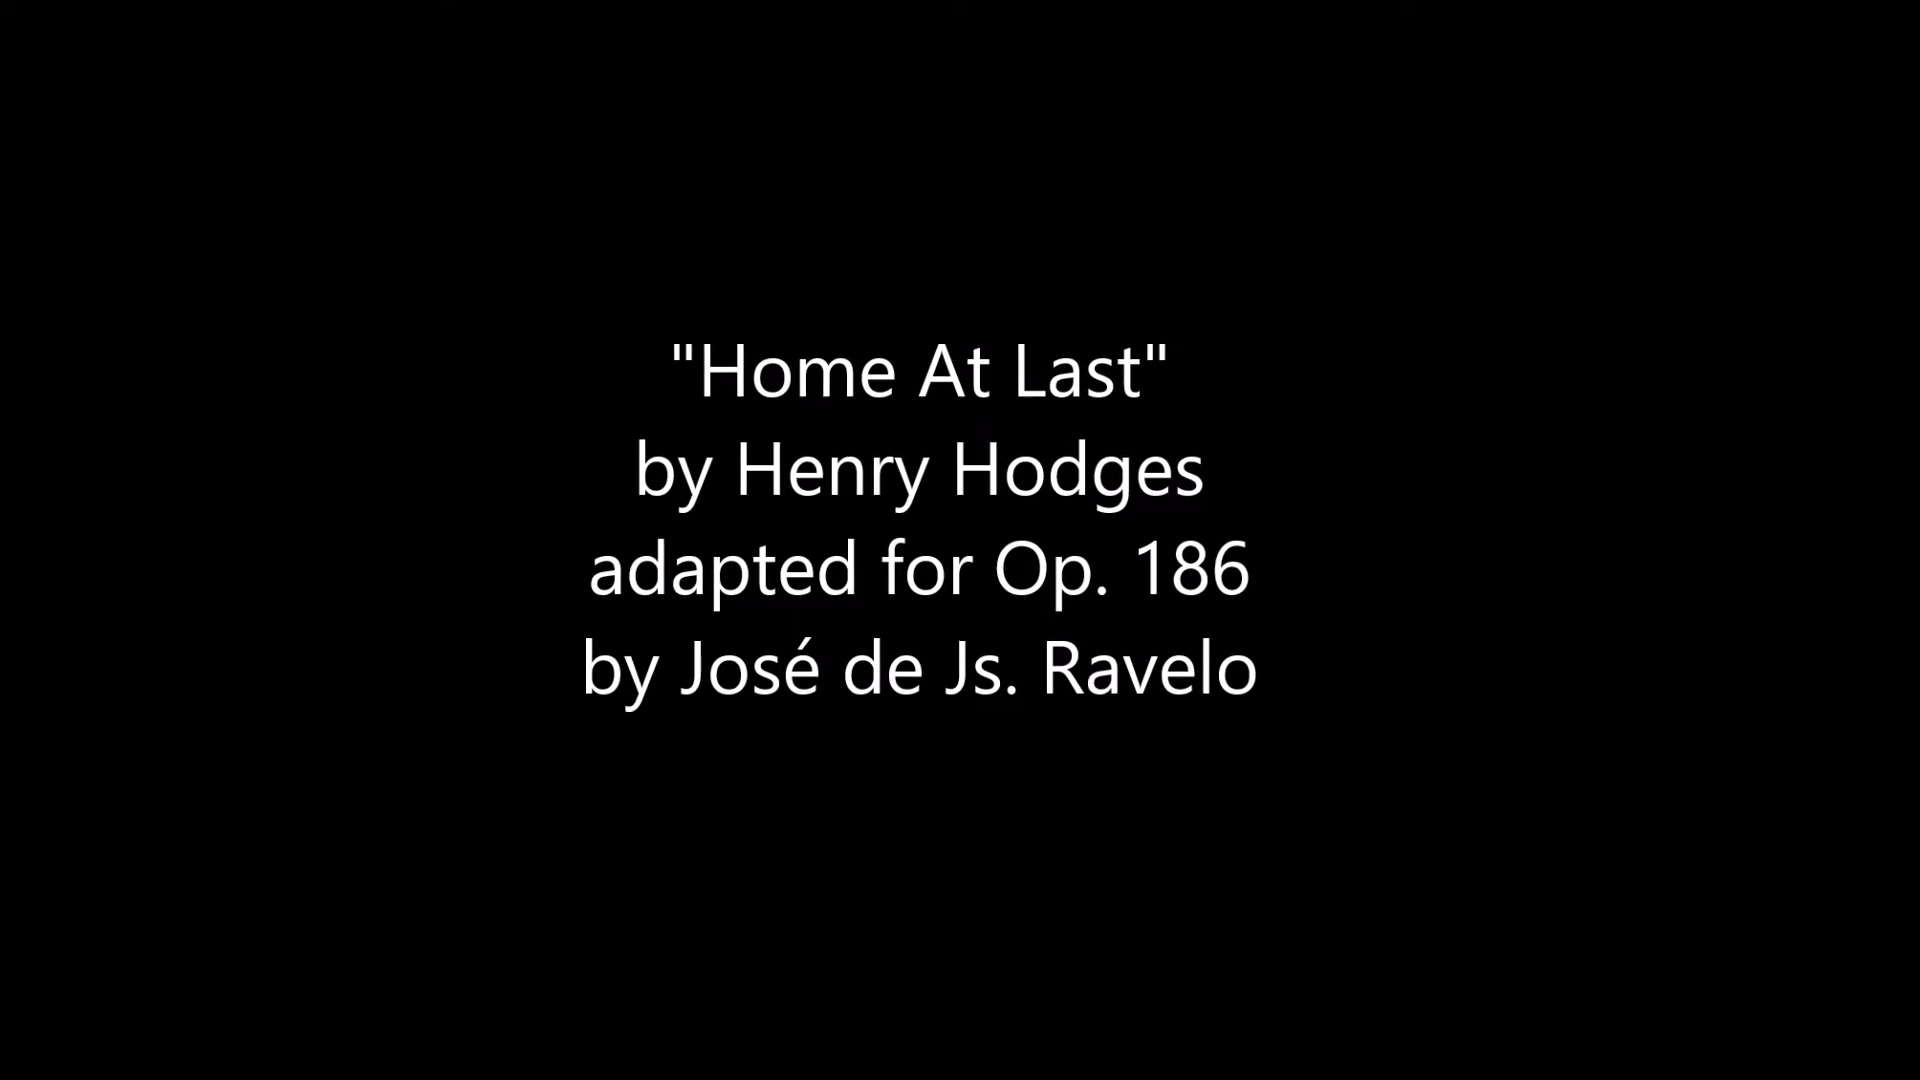 "Home At Last"
by Henry Hodges
adapted for Op. 186
by José de Js. Ravelo